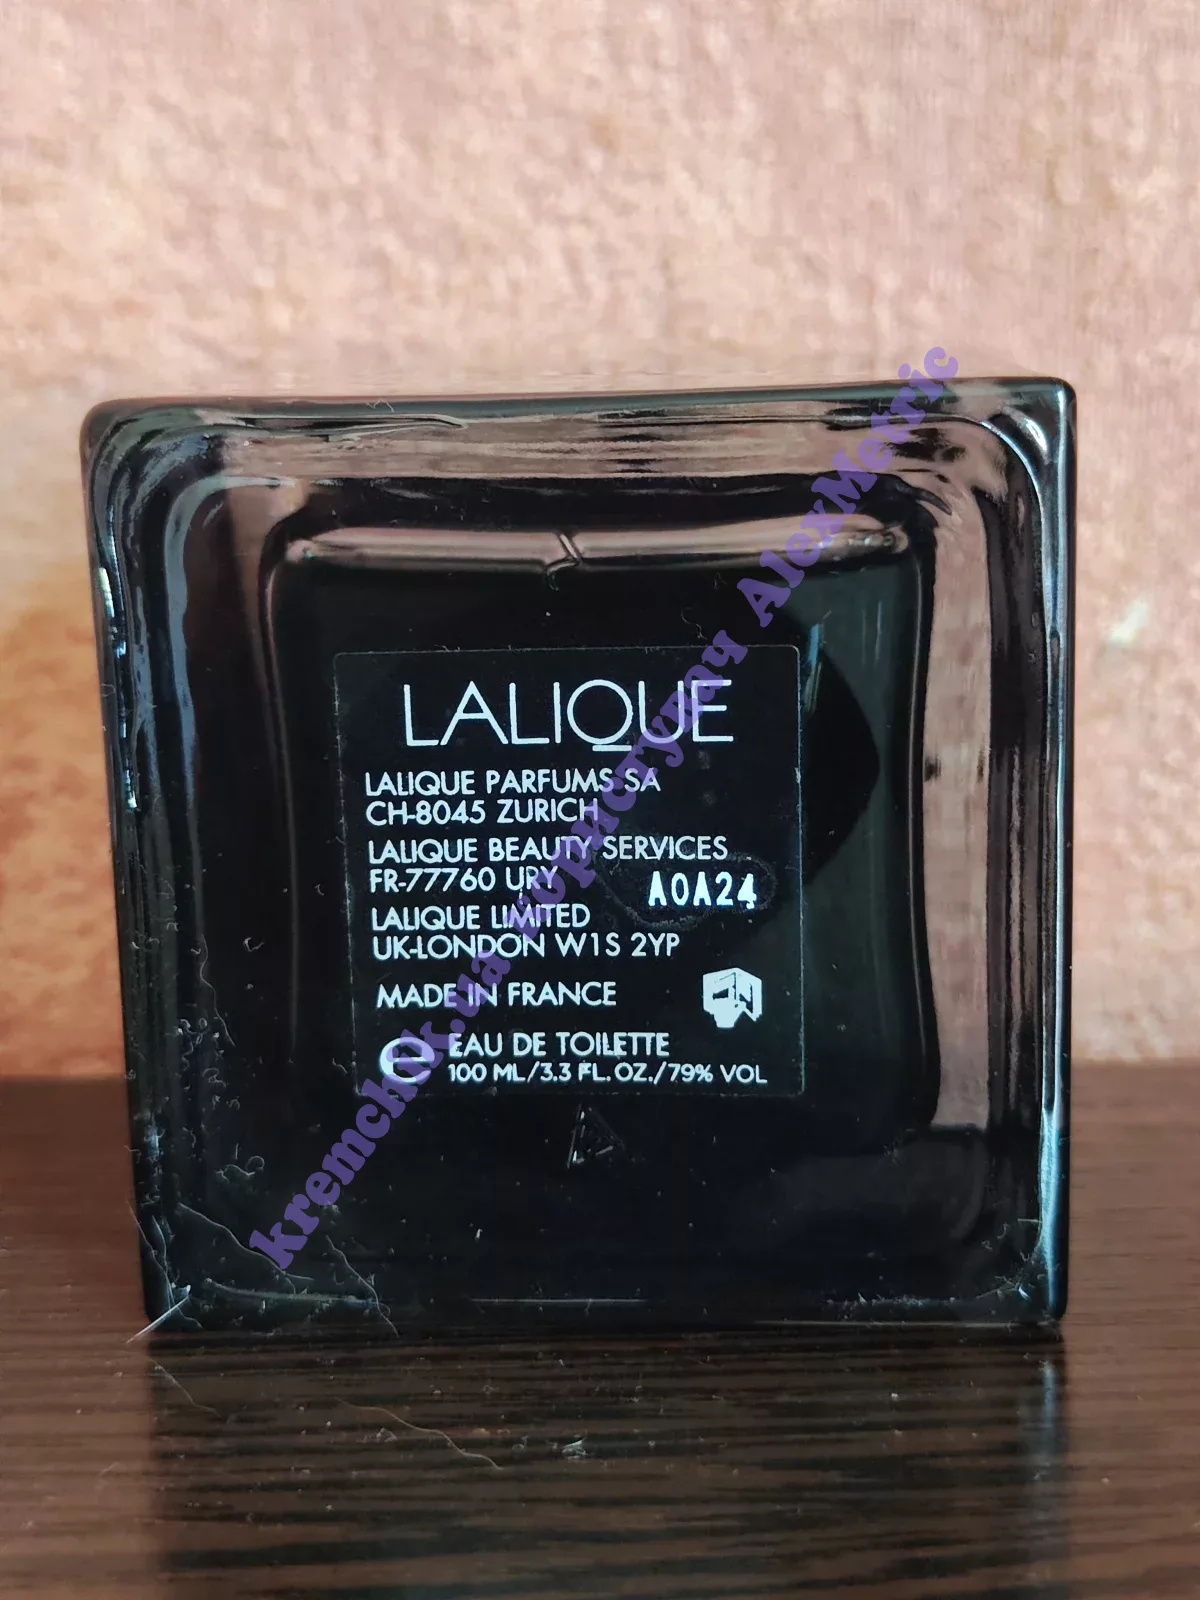 LALIQUE
LALIQUE PARFUMS SA
CH-8045 ZURICH
LALIQUE BEAUTY SERVICES
FR-77760 URY
A0A24
LALIQUE LIMITED
UK-LONDON W1S 2YP
MADE IN FRANCE
EAU DE TOILETTE
100 ML/3.3 FL.OZ./79% VOL
kremchik.ua користувач AlexMetric